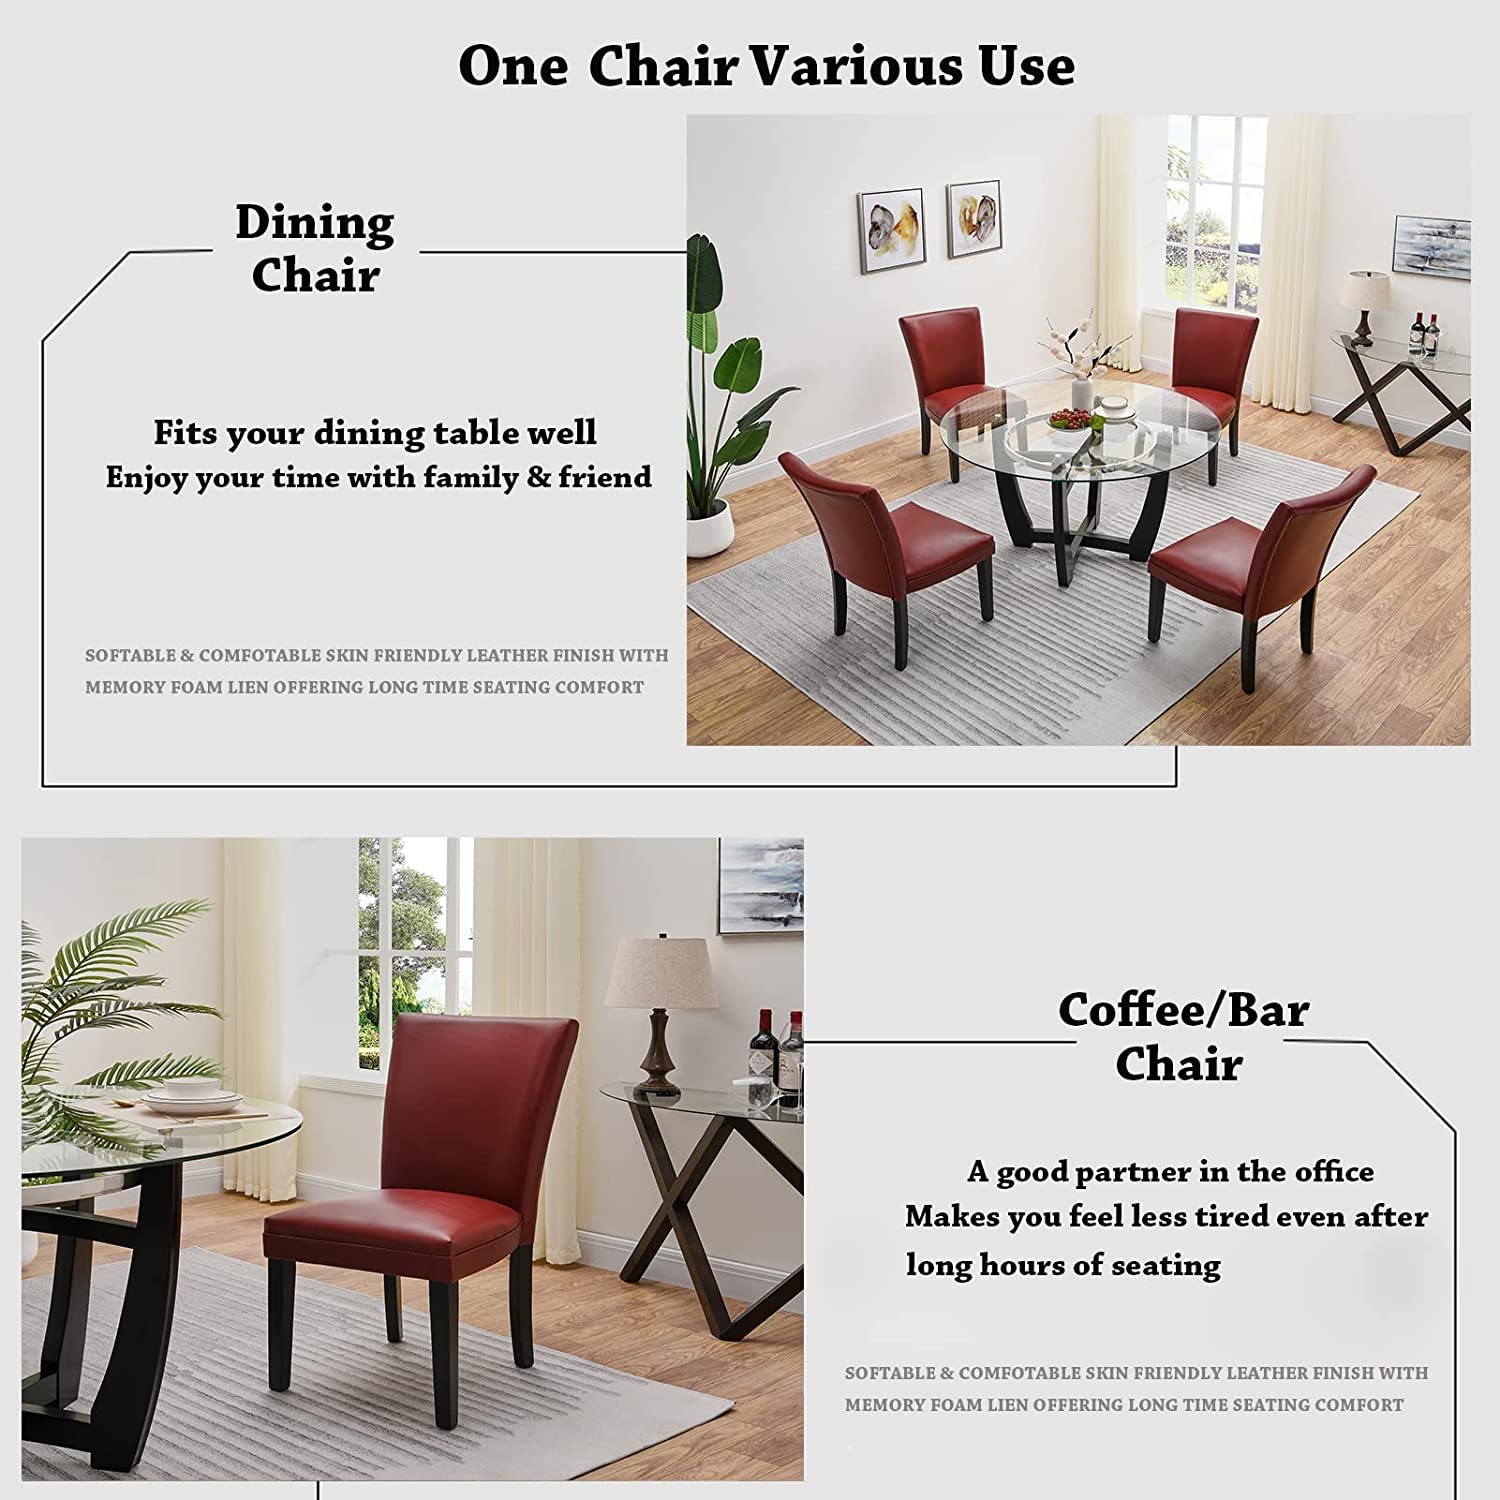 One Chair Various Use
Dining
Chair
Fits your dining table well
Enjoy your time with family & friend
SOFTABLE & COMFOTABLE SKIN FRIENDLY LEATHER FINISH WITH
MEMORY FOAM LIEN OFFERING LONG TIME SEATING COMFORT
Coffee/Bar
Chair
A good partner in the office
Makes you feel less tired even after
long hours of seating
SOFTABLE & COMFOTABLE SKIN FRIENDLY LEATHER FINISH WITH
MEMORY FOAM LIEN OFFERING LONG TIME SEATING COMFORT